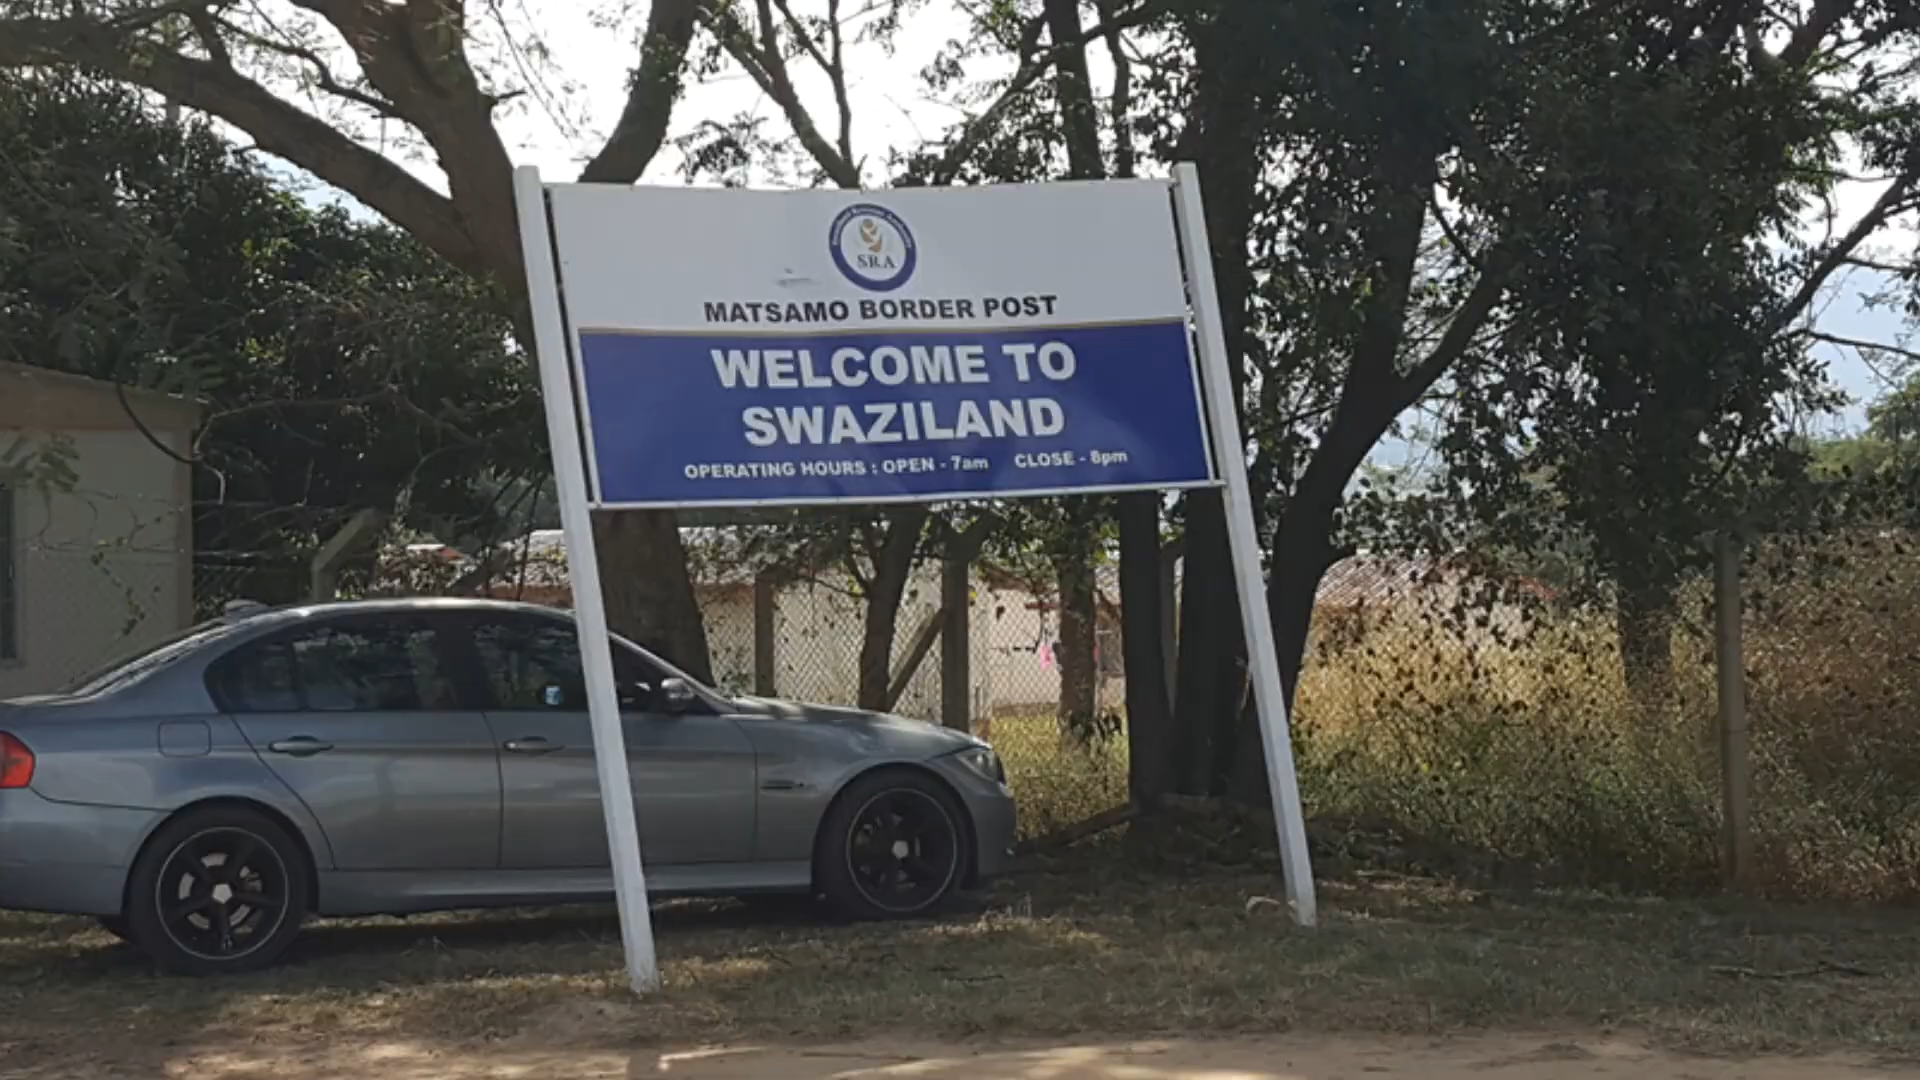 SRA
MATSAMO BORDER POST
WELCOME TO
SWAZILAND
OPERATING HOURS : OPEN - 7am CLOSE - 8pm